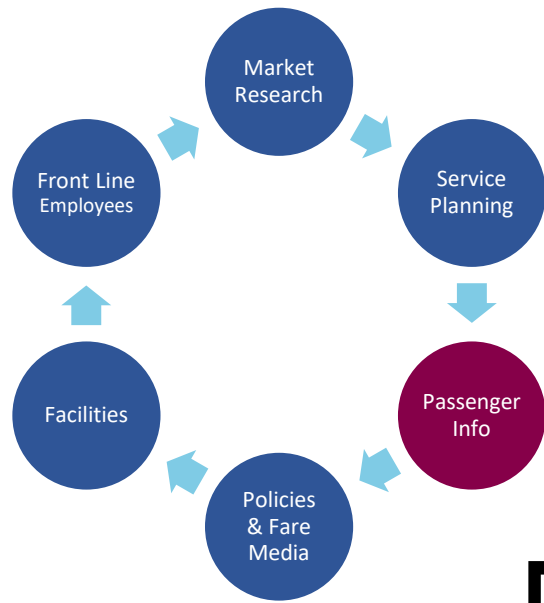 Market
Research
Service
Planning
Passenger
Info
Policies
& Fare
Media
Facilities
Front Line
Employees